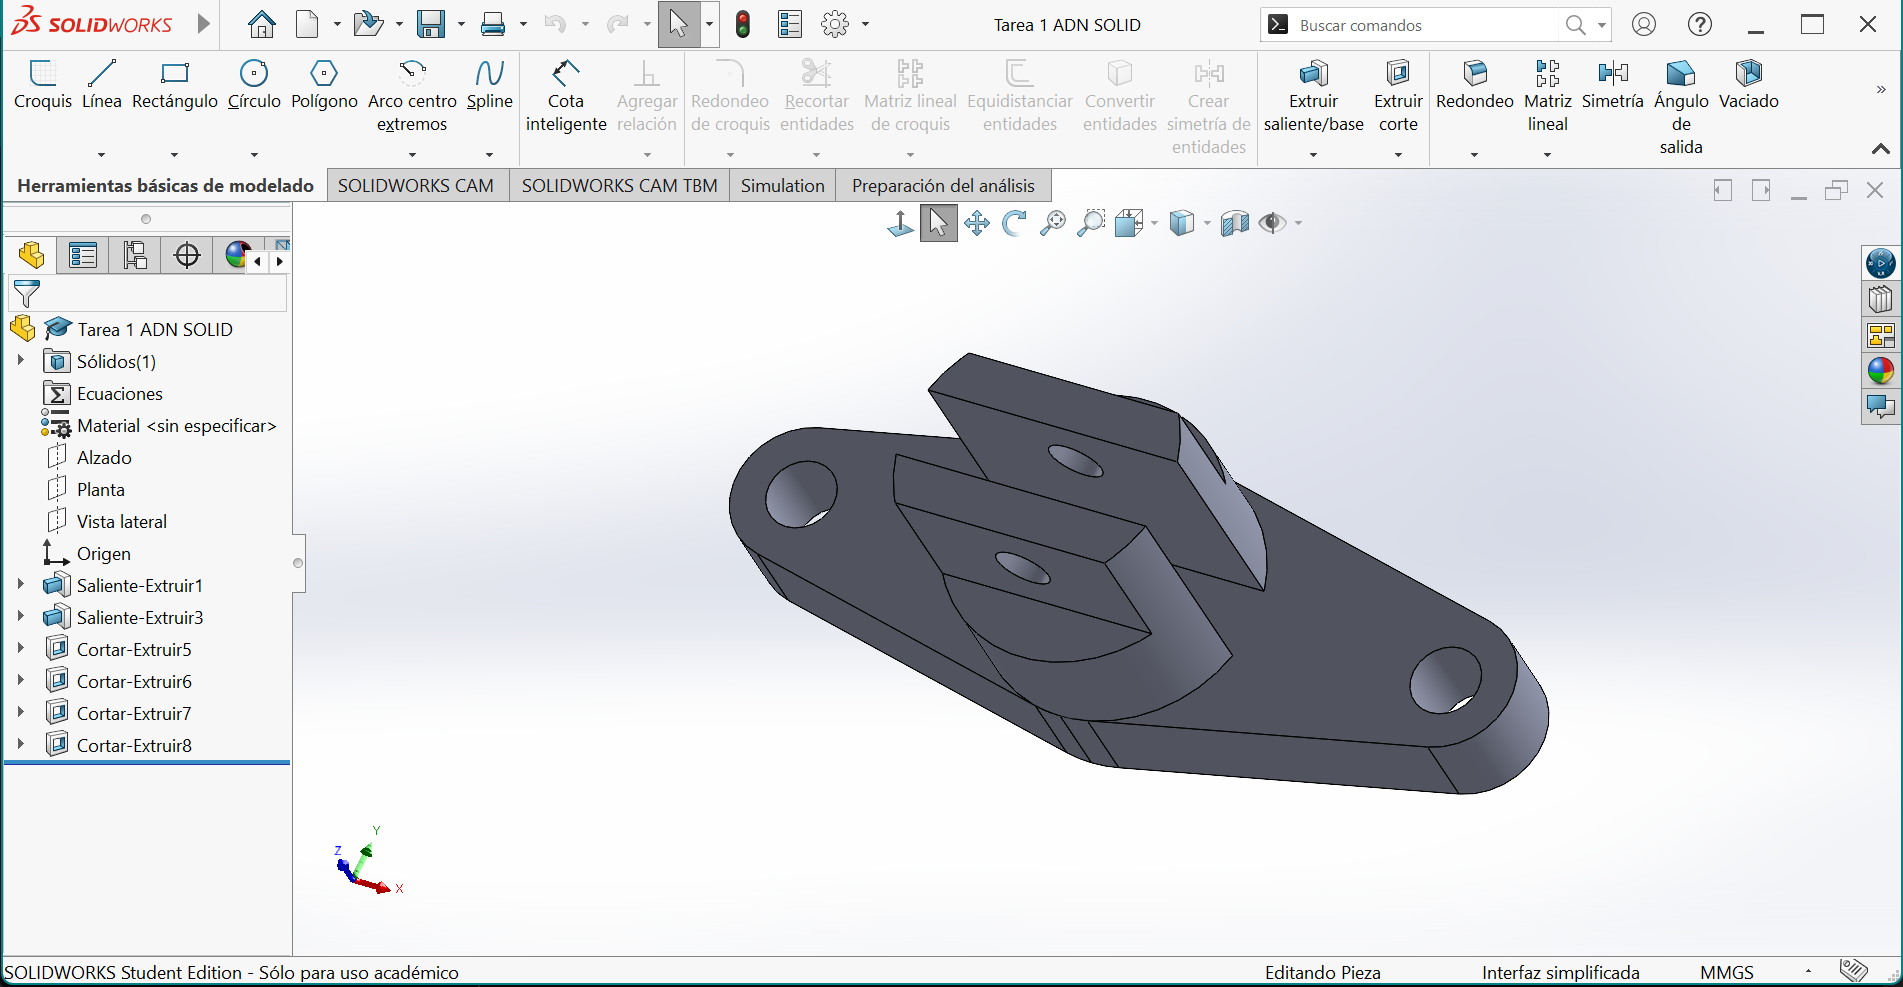 SOLIDWORKS
Tarea 1 ADN SOLID
Buscar comandos
Croquis
Línea
Rectángulo
Círculo
Polígono
Arco centro
extremos
Spline
Cota
inteligente
Agregar
relación
Redondeo
de croquis
Recortar
entidades
Matriz lineal
de croquis
Equidistanciar
entidades
Convertir
entidades
Crear
simetría de
entidades
Extruir
saliente/base
Extruir
corte
Redondeo
Matriz
lineal
Simetría
Ángulo
de
salida
Vaciado
»
Herramientas básicas de modelado
SOLIDWORKS CAM
SOLIDWORKS CAM TBM
Simulation
Preparación del análisis
Tarea 1 ADN SOLID
Sólidos(1)
Ecuaciones
Material <sin especificar>
Alzado
Planta
Vista lateral
Origen
Saliente-Extruir1
Saliente-Extruir3
Cortar-Extruir5
Cortar-Extruir6
Cortar-Extruir7
Cortar-Extruir8
Y
Z
X
SOLIDWORKS Student Edition - Sólo para uso académico
Editando Pieza
Interfaz simplificada
MMGS